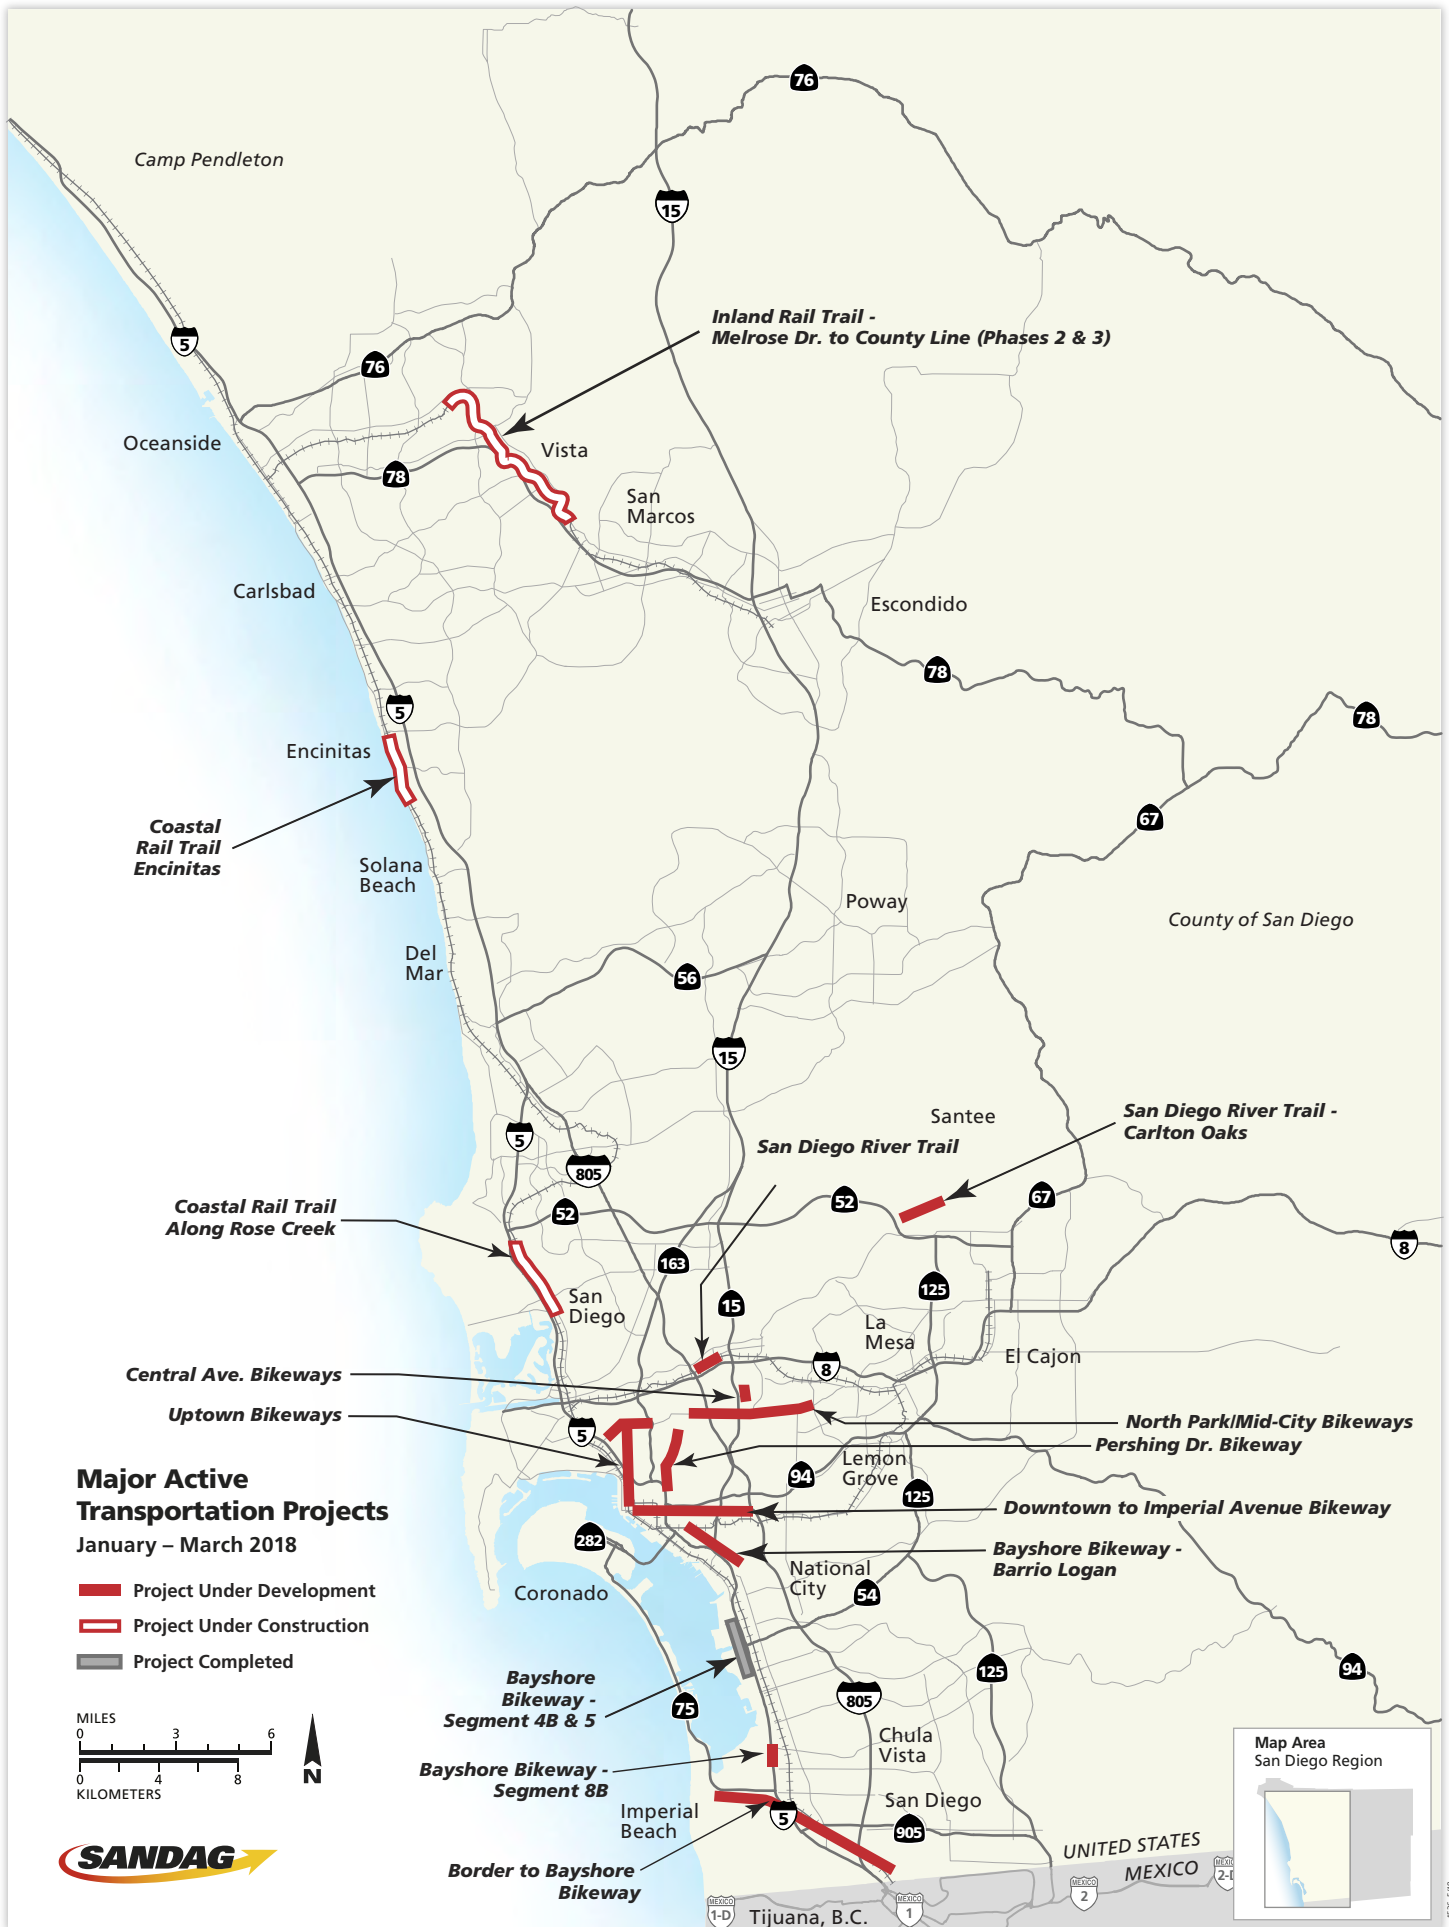 76
Camp Pendleton
15
Inland Rail Trail -
Melrose Dr. to County Line (Phases 2 & 3)
5
76
Oceanside
Vista
78
San
Marcos
Carlsbad
Escondido
78
5
78
Encinitas
67
Coastal
Rail Trail
Encinitas
Solana
Beach
Poway
County of San Diego
Del
Mar
56
15
Santee
San Diego River Trail -
Carlton Oaks
5
San Diego River Trail
805
Coastal Rail Trail
Along Rose Creek
52
52
67
8
163
125
San
Diego
15
La
Mesa
El Cajon
8
Central Ave. Bikeways
Uptown Bikeways
5
North Park/Mid-City Bikeways
Pershing Dr. Bikeway
Lemon
Grove
94
125
Downtown to Imperial Avenue Bikeway
Major Active
Transportation Projects
January – March 2018
Project Under Development
Project Under Construction
Project Completed
282
Bayshore Bikeway -
Barrio Logan
National
City
Coronado
54
Bayshore
Bikeway -
Segment 4B & 5
75
125
94
805
MILES
0 3 6
0 4 8
KILOMETERS
N
Chula
Vista
Map Area
San Diego Region
Bayshore Bikeway -
Segment 8B
Imperial
Beach
5
San Diego
905
SANDAG
UNITED STATES
MEXICO
Border to Bayshore
Bikeway
MEXICO
1-D
Tijuana, B.C.
MEXICO
1
MEXICO
2